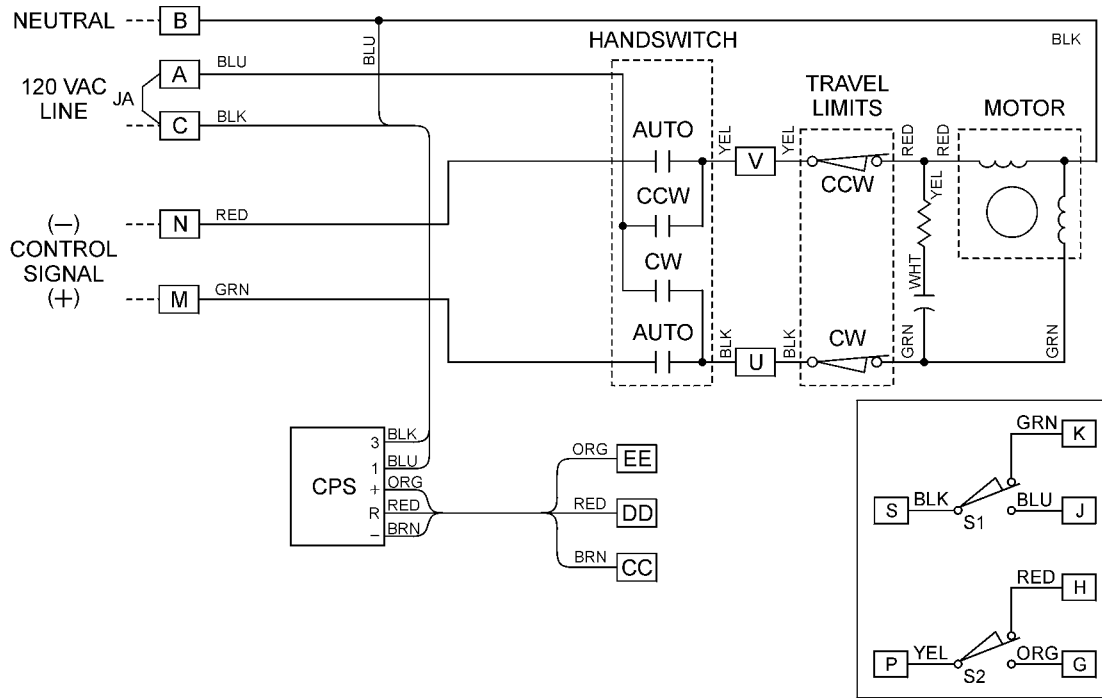 NEUTRAL
B
BLU
BLK
HANDSWITCH
120 VAC
LINE
JA
A
BLU
C
BLK
TRAVEL
LIMITS
MOTOR
AUTO
YEL
V
YEL
RED
RED
CCW
CCW
YEL
(—)
CONTROL
SIGNAL
(+)
N
RED
M
GRN
CW
WHT
AUTO
BLK
U
BLK
CW
GRN
GRN
CPS
3
BLK
1
BLU
+
ORG
R
RED
–
BRN
ORG
EE
RED
DD
BRN
CC
GRN
K
S
BLK
S1
BLU
J
RED
H
P
YEL
S2
ORG
G